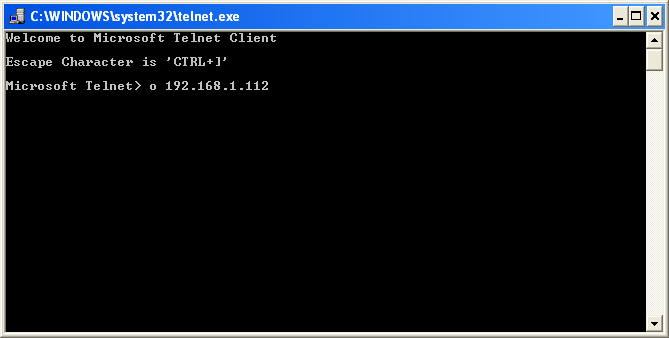 C:\WINDOWS\system32\telnet.exe
Welcome to Microsoft Telnet Client
Escape Character is 'CTRL+]'
Microsoft Telnet> o 192.168.1.112